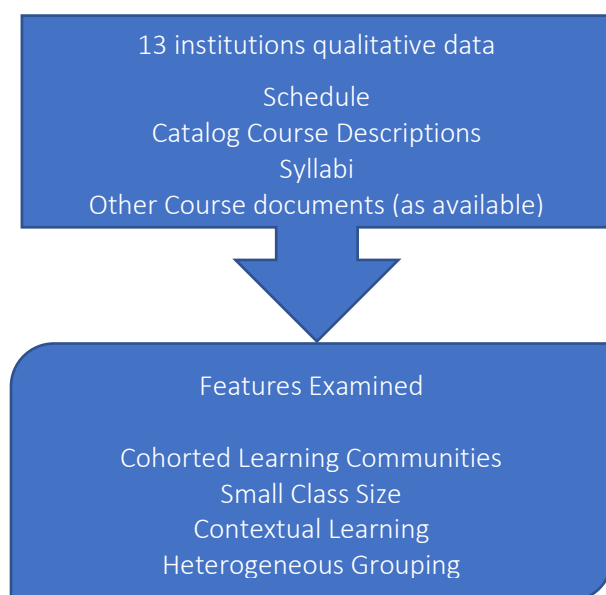 13 institutions qualitative data
Schedule
Catalog Course Descriptions
Syllabi
Other Course documents (as available)
Features Examined
Cohorted Learning Communities
Small Class Size
Contextual Learning
Heterogeneous Grouping